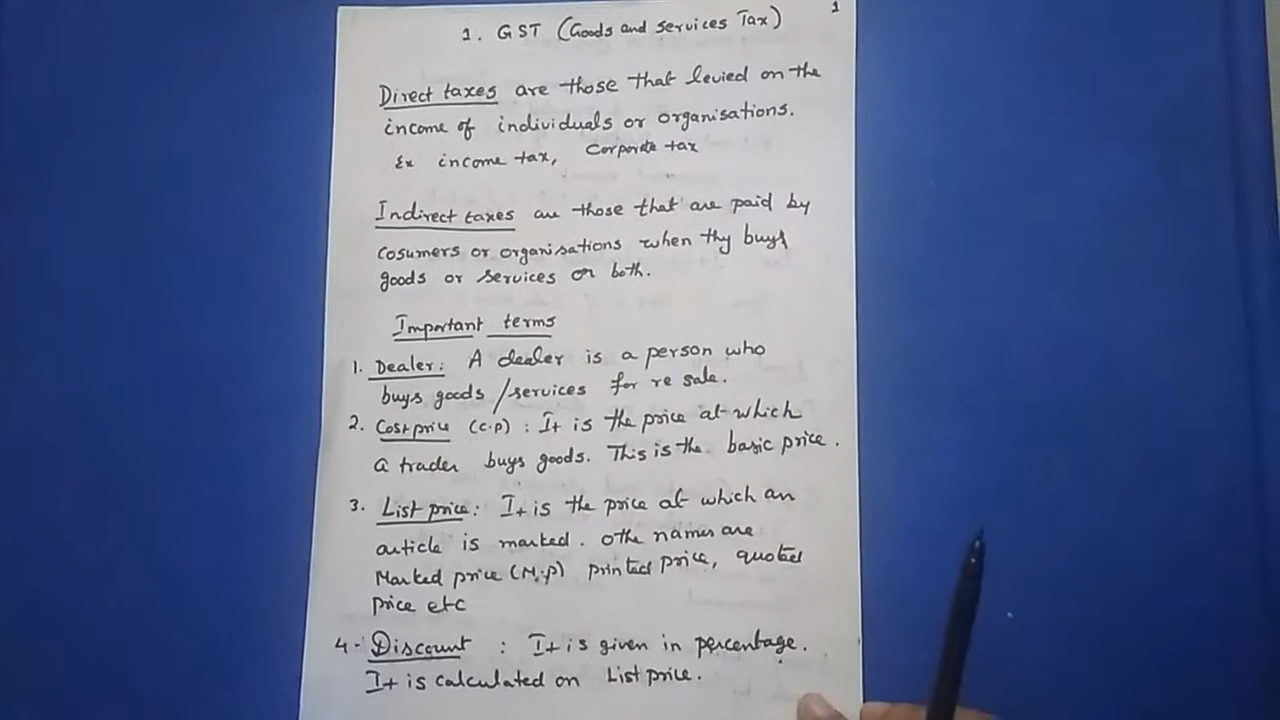 1
1. GST (Goods and Services Tax)
Direct taxes are those that levied on the
income of individuals or organisations.
Ex income tax, Corporate tax
Indirect taxes are those that are paid by
cosumers or organisations when thy buys
goods or services or both.
Important terms
1. Dealer: A dealer is a person who
buys goods/services for re sale.
2. Cost price (C.P) : It is the price at which
a trader buys goods. This is the basic price.
3. List price: It is the price at which an
article is marked. Othe names are
Marked price (M.P) printed price, quoted
price etc
4. Discount : It is given in percentage.
It is calculated on List price.